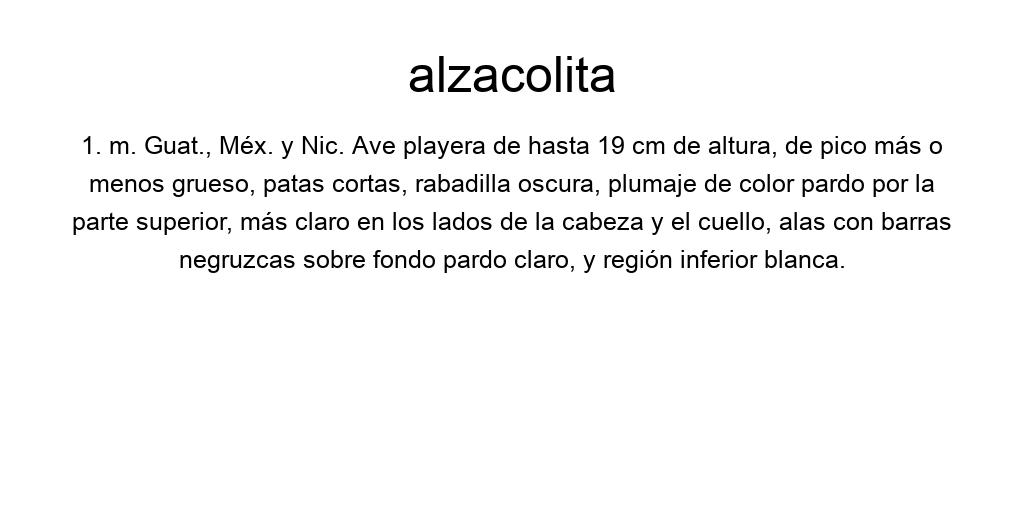 alzacolita
1. m. Guat., Méx. y Nic. Ave playera de hasta 19 cm de altura, de pico más o
menos grueso, patas cortas, rabadilla oscura, plumaje de color pardo por la
parte superior, más claro en los lados de la cabeza y el cuello, alas con barras
negruzcas sobre fondo pardo claro, y región inferior blanca.